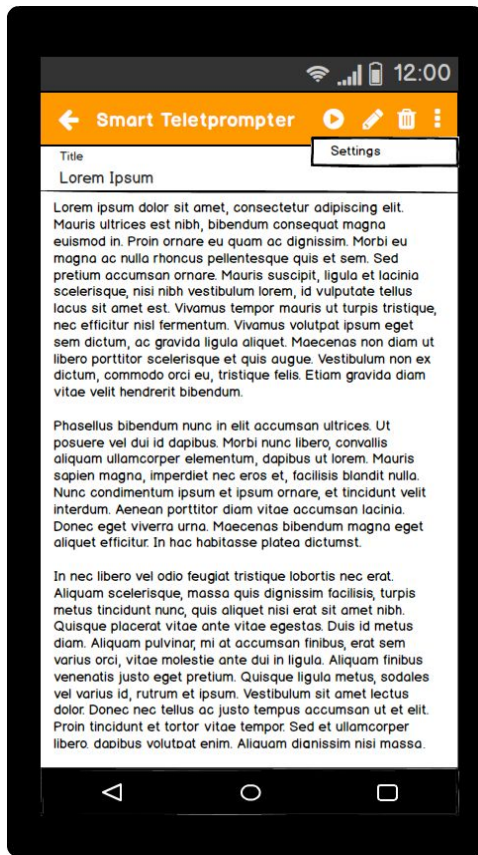 12:00
Smart Teletprompter
Settings
Title
Lorem Ipsum
Lorem ipsum dolor sit amet, consectetur adipiscing elit.
Mauris ultrices est nibh, bibendum consequat magna
euismod in. Proin ornare eu quam ac dignissim. Morbi eu
magna ac nulla rhoncus pellentesque quis et sem. Sed
pretium accumsan ornare. Mauris suscipit, ligula et lacinia
scelerisque, nisi nibh vestibulum lorem, id vulputate tellus
lacus sit amet est. Vivamus tempor mauris ut turpis tristique,
nec efficitur nisl fermentum. Vivamus volutpat ipsum eget
sem dictum, ac gravida ligula aliquet. Maecenas non diam ut
libero porttitor scelerisque et quis augue. Vestibulum non ex
dictum, commodo orci eu, tristique felis. Etiam gravida diam
vitae velit hendrerit bibendum.
Phasellus bibendum nunc in elit accumsan ultrices. Ut
posuere vel dui id dapibus. Morbi nunc libero, convallis
aliquam ullamcorper elementum, dapibus ut lorem. Mauris
sapien magna, imperdiet nec eros et, facilisis blandit nulla.
Nunc condimentum ipsum et ipsum ornare, et tincidunt velit
interdum. Aenean porttitor diam vitae accumsan lacinia.
Donec eget viverra urna. Maecenas bibendum magna eget
aliquet efficitur. In hac habitasse platea dictumst.
In nec libero vel odio feugiat tristique lobortis nec erat.
Aliquam scelerisque, massa quis dignissim facilisis, turpis
metus tincidunt nunc, quis aliquet nisi erat sit amet nibh.
Quisque placerat vitae ante vitae egestas. Duis id metus
diam. Aliquam pulvinar, mi at accumsan finibus, erat sem
varius orci, vitae molestie ante dui in ligula. Aliquam finibus
venenatis justo eget pretium. Quisque ligula metus, sodales
vel varius id, rutrum et ipsum. Vestibulum sit amet lectus
dolor. Donec nec tellus ac justo tempus accumsan ut et elit.
Proin tincidunt et tortor vitae tempor. Sed et ullamcorper
libero, dapibus volutpat enim. Aliquam dignissim nisi massa.